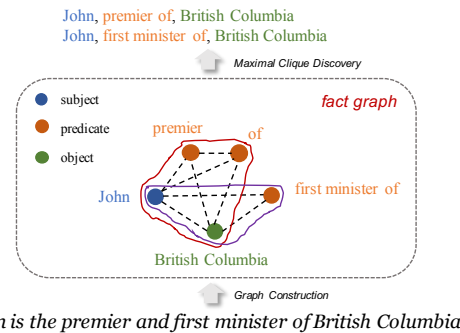 John, premier of, British Columbia
John, first minister of, British Columbia
Maximal Clique Discovery
fact graph
subject
predicate
object
premier
of
John
first minister of
British Columbia
Graph Construction
is the premier and first minister of British Columbia